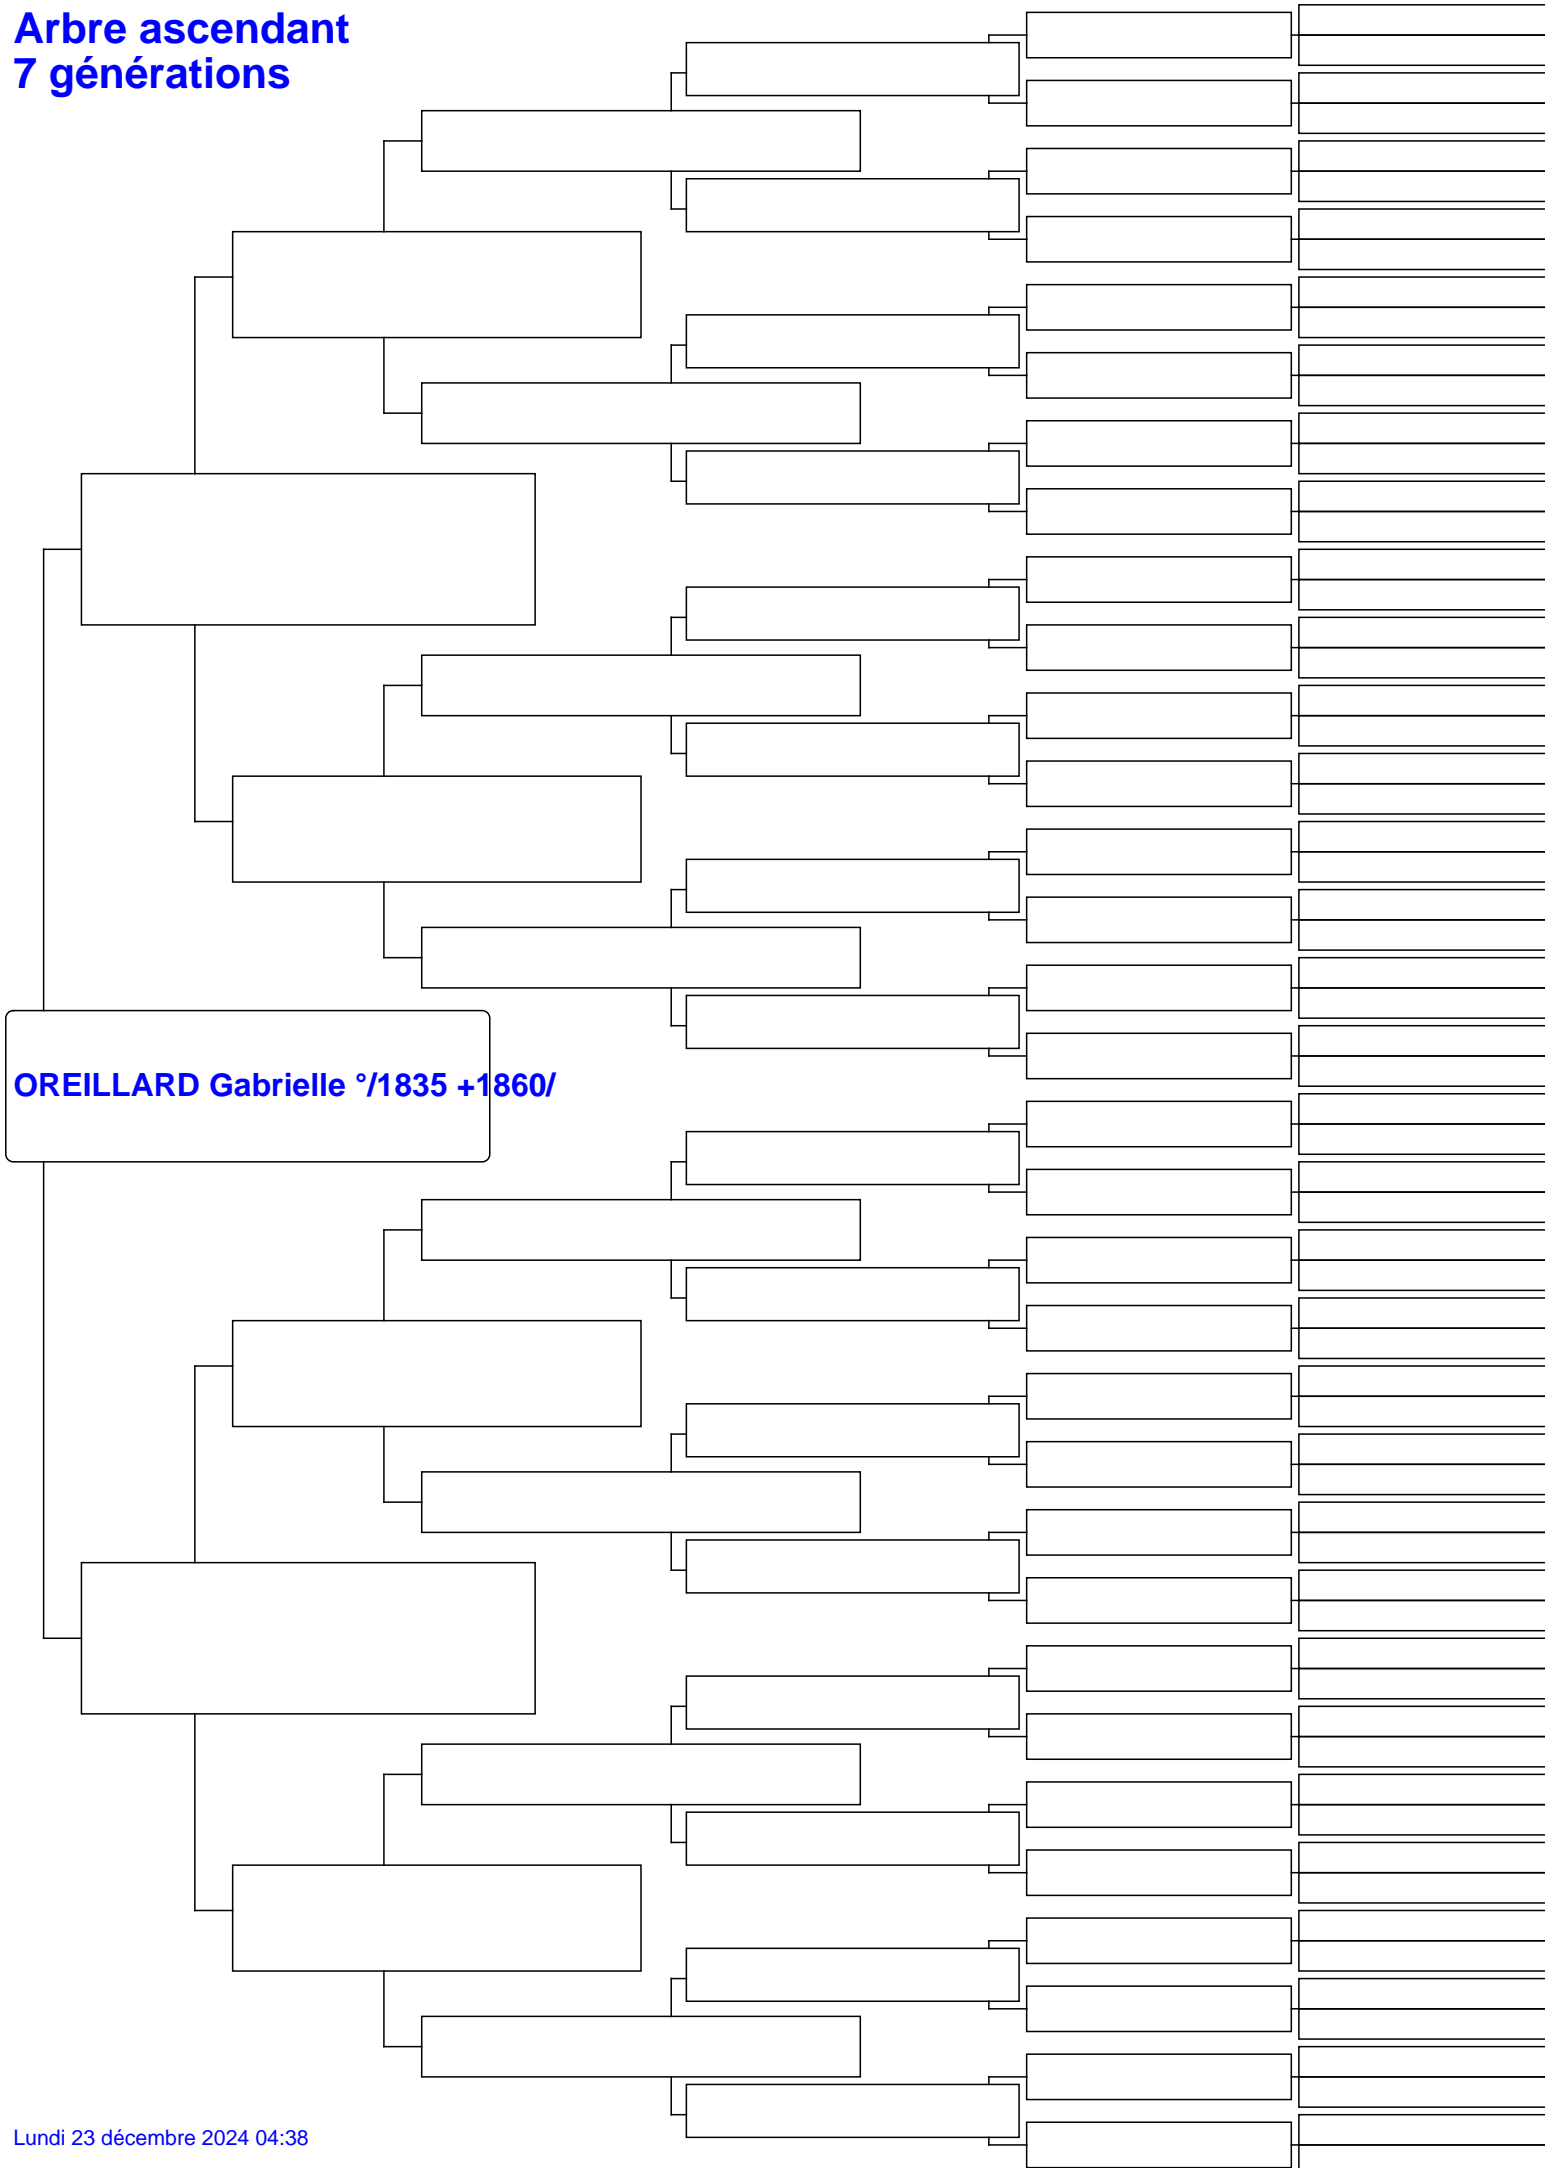 Arbre ascendant
7 générations
OREILLARD Gabrielle °/1835 +1860/
Lundi 23 décembre 2024 04:38